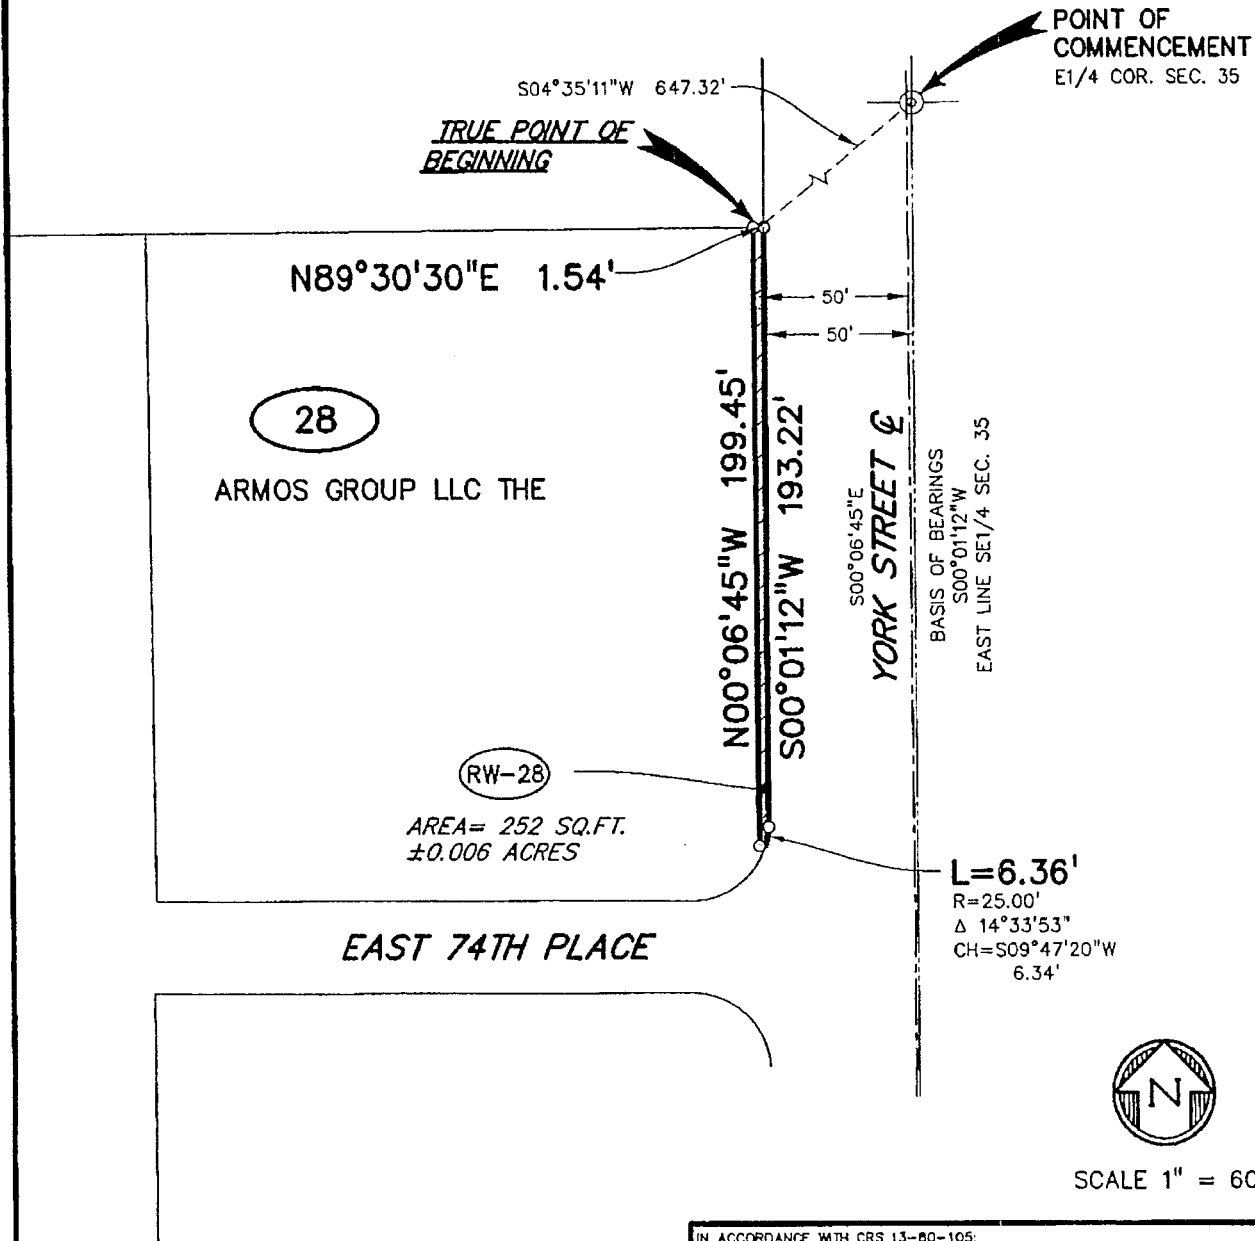 POINT OF
COMMENCEMENT
E1/4 COR. SEC. 35
S04°35'11"W 647.32'
TRUE POINT OF
BEGINNING
N89°30'30"E 1.54'
50'
50'
28
ARMOS GROUP LLC THE
N00°06'45"W 199.45'
S00°01'12"W 193.22'
S00°06'45"E
YORK STREET ℄
BASIS OF BEARINGS
S00°01'12"W
EAST LINE SE1/4 SEC. 35
RW-28
AREA= 252 SQ.FT.
±0.006 ACRES
L=6.36'
R=25.00'
Δ 14°33'53"
CH=S09°47'20"W
6.34'
EAST 74TH PLACE
N
SCALE 1" = 60
IN ACCORDANCE WITH CRS 13-80-105: